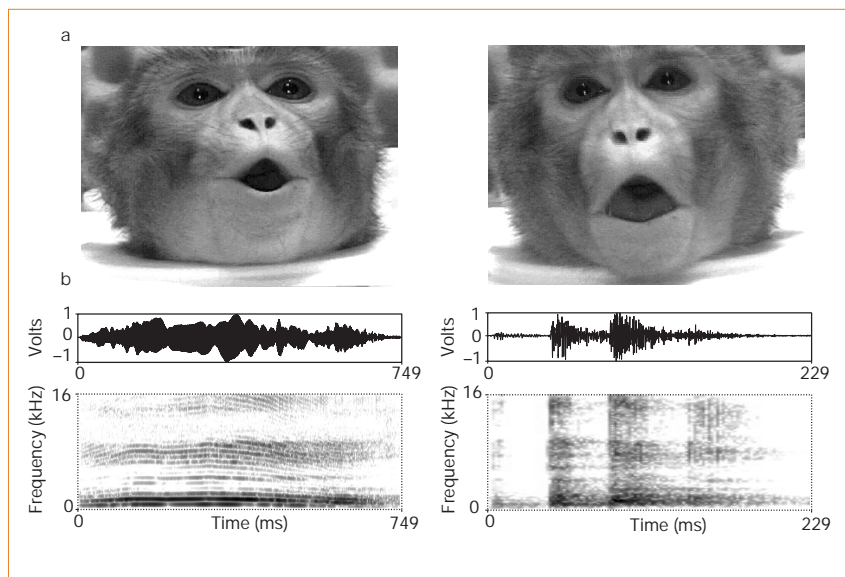 a
b
Volts
1
0
–1
0
749
Volts
1
0
–1
0
229
Frequency (kHz)
16
0
0
Time (ms)
749
Frequency (kHz)
16
0
0
Time (ms)
229